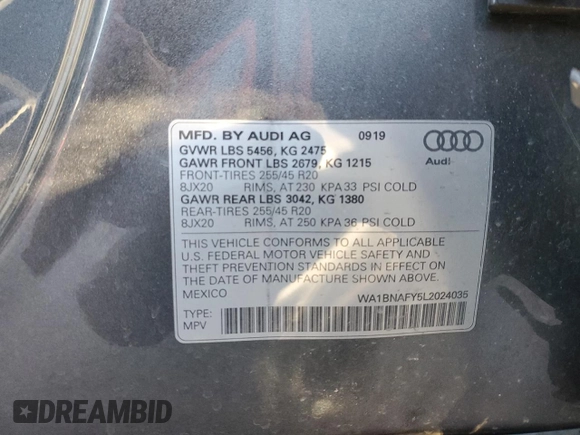 MFD. BY AUDI AG 0919
GVWR LBS 5456, KG 2475
GAWR FRONT LBS 2679, KG 1215 Audi
FRONT-TIRES 255/45 R20
8JX20 RIMS, AT 230 KPA 33 PSI COLD
GAWR REAR LBS 3042, KG 1380
REAR-TIRES 255/45 R20
8JX20 RIMS, AT 250 KPA 36 PSI COLD
THIS VEHICLE CONFORMS TO ALL APPLICABLE
U.S. FEDERAL MOTOR VEHICLE SAFETY AND
THEFT PREVENTION STANDARDS IN EFFECT ON
THE DATE OF MANUFACTURE SHOWN ABOVE.
MEXICO WA1BNAFY5L2024035
TYPE:
MPV
DREAMBID